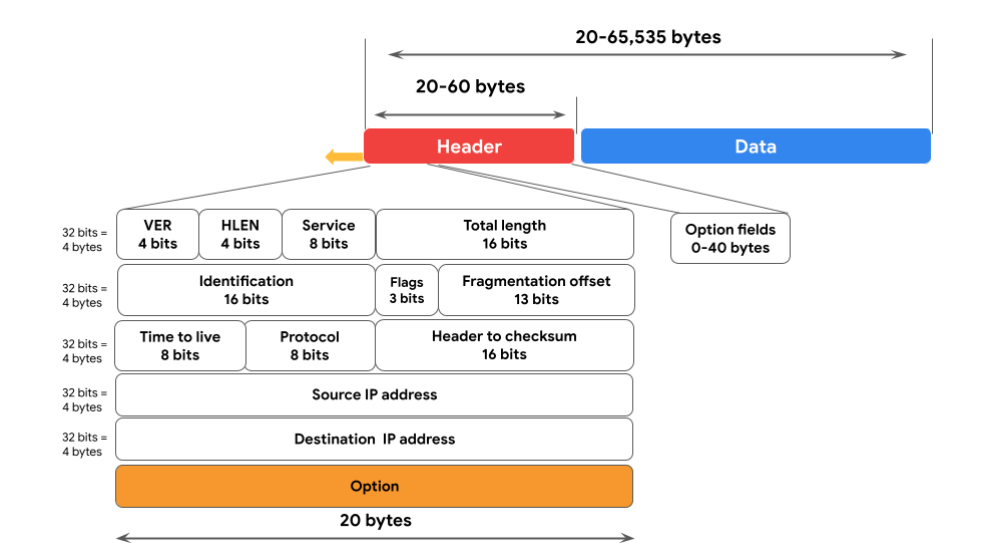 20-65,535 bytes
20-60 bytes
Header
Data
32 bits =
4 bytes
VER
4 bits
HLEN
4 bits
Service
8 bits
Total length
16 bits
Option fields
0-40 bytes
32 bits =
4 bytes
Identification
16 bits
Flags
3 bits
Fragmentation offset
13 bits
32 bits =
4 bytes
Time to live
8 bits
Protocol
8 bits
Header to checksum
16 bits
32 bits =
4 bytes
Source IP address
32 bits =
4 bytes
Destination IP address
Option
20 bytes